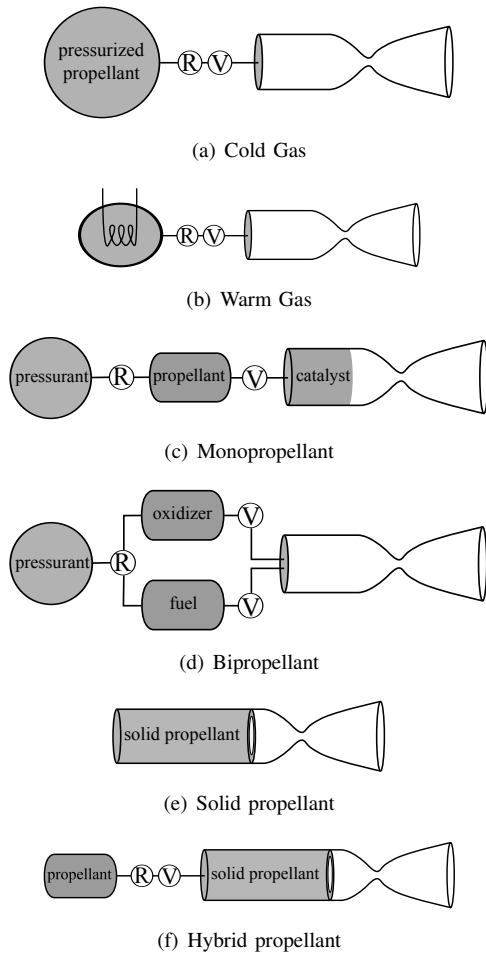 pressurized
propellant
R V
(a) Cold Gas
R V
(b) Warm Gas
pressurant R propellant V catalyst
(c) Monopropellant
oxidizer V
pressurant R
fuel V
(d) Bipropellant
solid propellant
(e) Solid propellant
propellant R V solid propellant
(f) Hybrid propellant